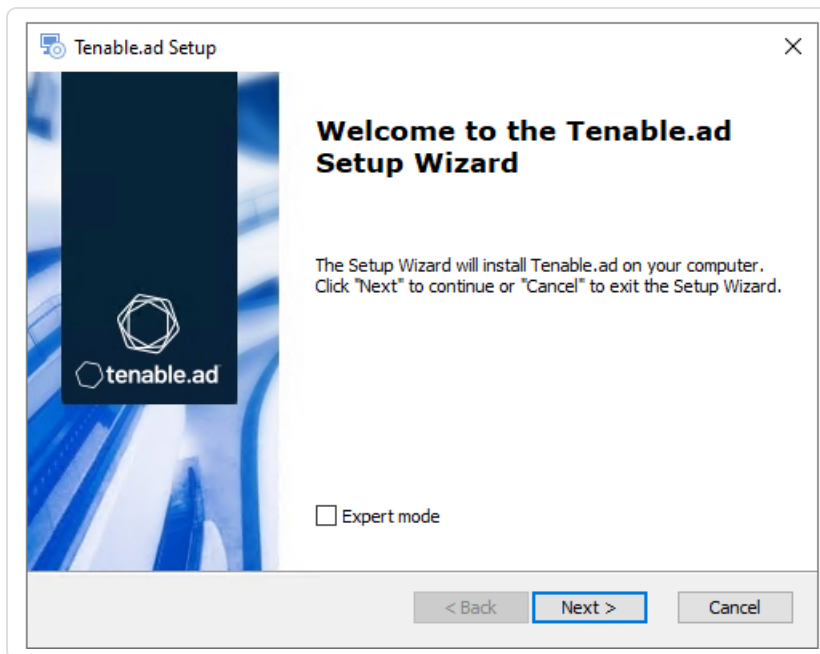 Tenable.ad Setup
Welcome to the Tenable.ad
Setup Wizard
The Setup Wizard will install Tenable.ad on your computer.
Click "Next" to continue or "Cancel" to exit the Setup Wizard.
tenable.ad
Expert mode
< Back
Next >
Cancel